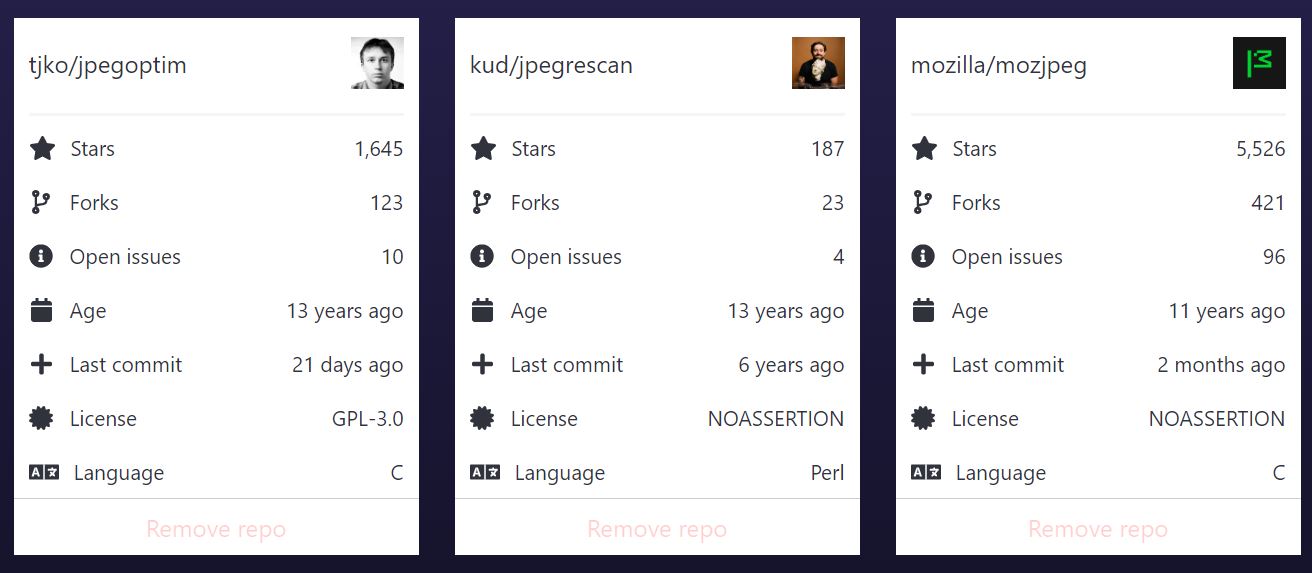 tjko/jpegoptim
Stars 1,645
Forks 123
Open issues 10
Age 13 years ago
Last commit 21 days ago
License GPL-3.0
Language C
Remove repo
kud/jpegrescan
Stars 187
Forks 23
Open issues 4
Age 13 years ago
Last commit 6 years ago
License NOASSERTION
Language Perl
Remove repo
mozilla/mozjpeg
Stars 5,526
Forks 421
Open issues 96
Age 11 years ago
Last commit 2 months ago
License NOASSERTION
Language C
Remove repo